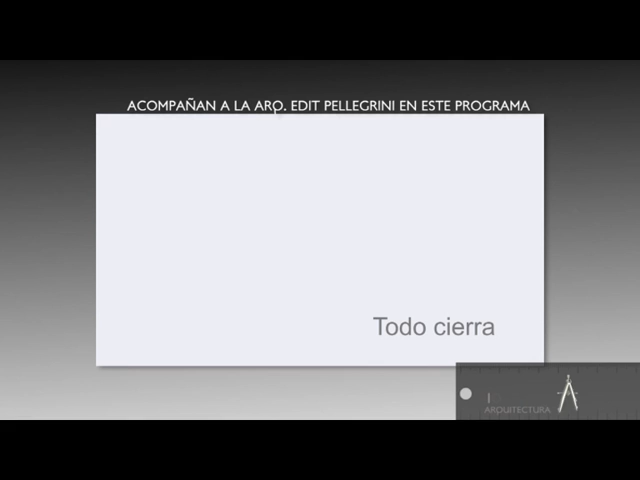 ACOMPAÑAN A LA ARQ. EDIT PELLEGRINI EN ESTE PROGRAMA
Todo cierra
ARQUITECTURA